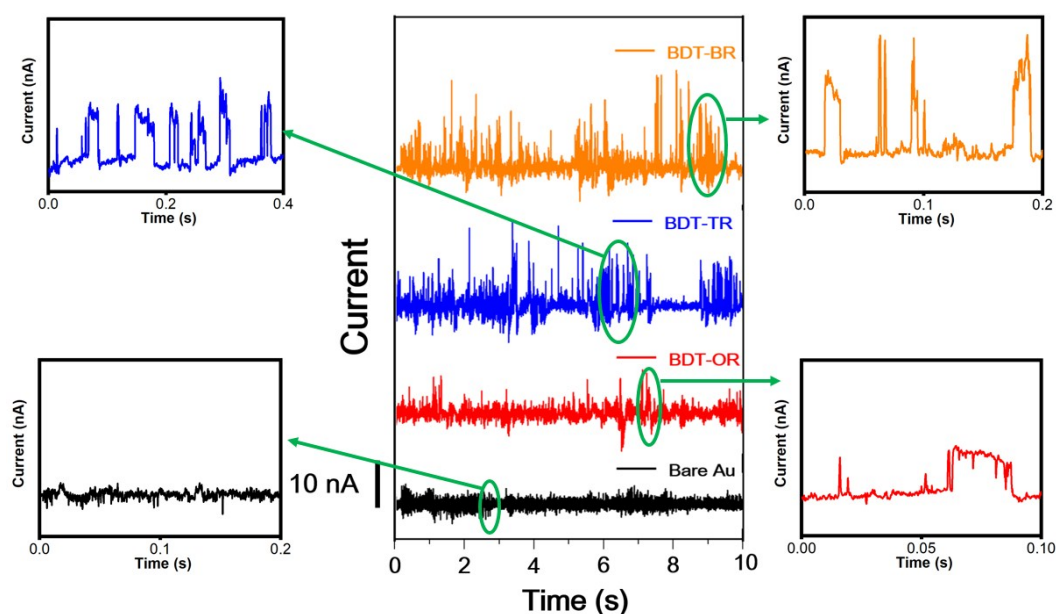 Current (nA)
0.0 0.2 0.4
Time (s)
Current (nA)
0.0 0.1 0.2
Time (s)
Current
BDT-BR
BDT-TR
BDT-OR
Bare Au
10 nA
0 2 4 6 8 10
Time (s)
Current (nA)
0.0 0.1 0.2
Time (s)
Current (nA)
0.00 0.05 0.10
Time (s)